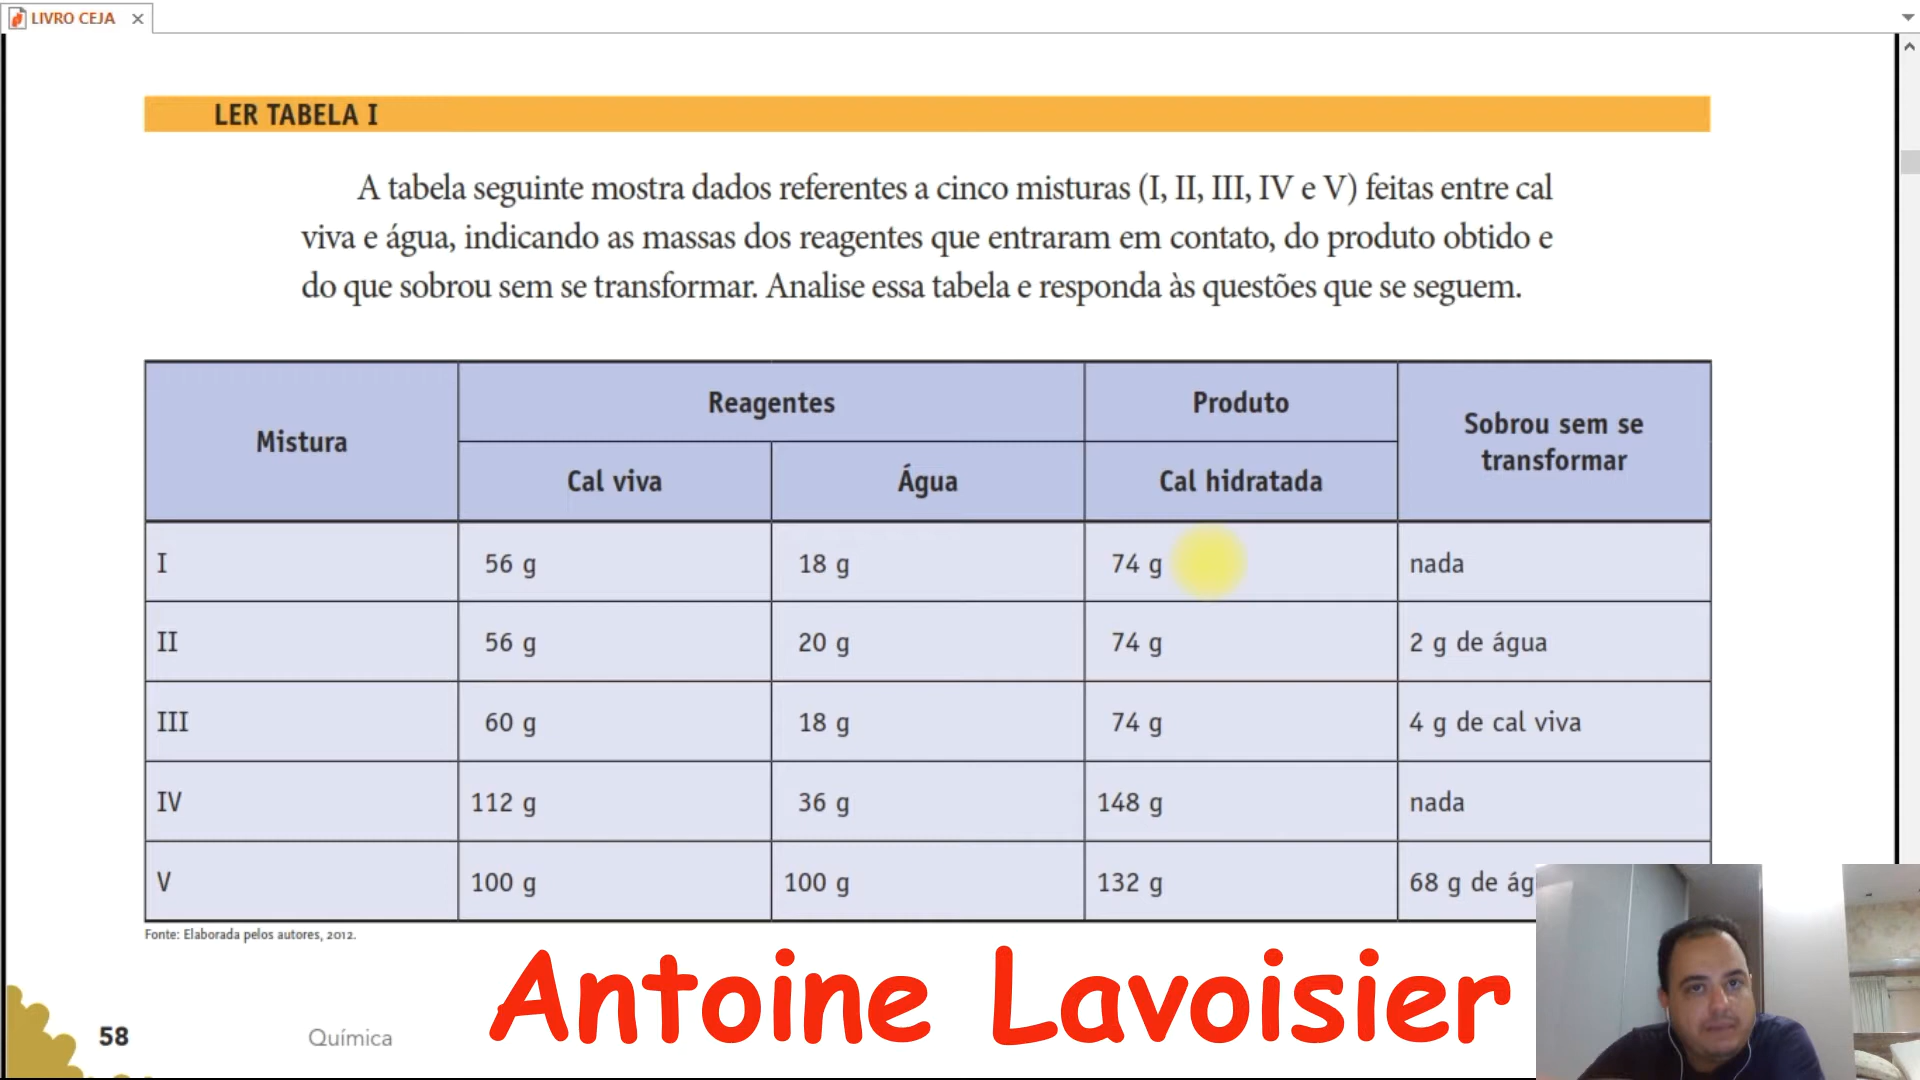 LIVRO CEJA
LER TABELA I
A tabela seguinte mostra dados referentes a cinco misturas (I, II, III, IV e V) feitas entre cal
viva e água, indicando as massas dos reagentes que entraram em contato, do produto obtido e
do que sobrou sem se transformar. Analise essa tabela e responda às questões que se seguem.
Mistura Reagentes Produto Sobrou sem se
transformar
Cal viva Água Cal hidratada
I 56 g 18 g 74 g nada
II 56 g 20 g 74 g 2 g de água
III 60 g 18 g 74 g 4 g de cal viva
IV 112 g 36 g 148 g nada
V 100 g 100 g 132 g 68 g de
Fonte: Elaborada pelos autores, 2012.
Antoine Lavoisier
58 Química